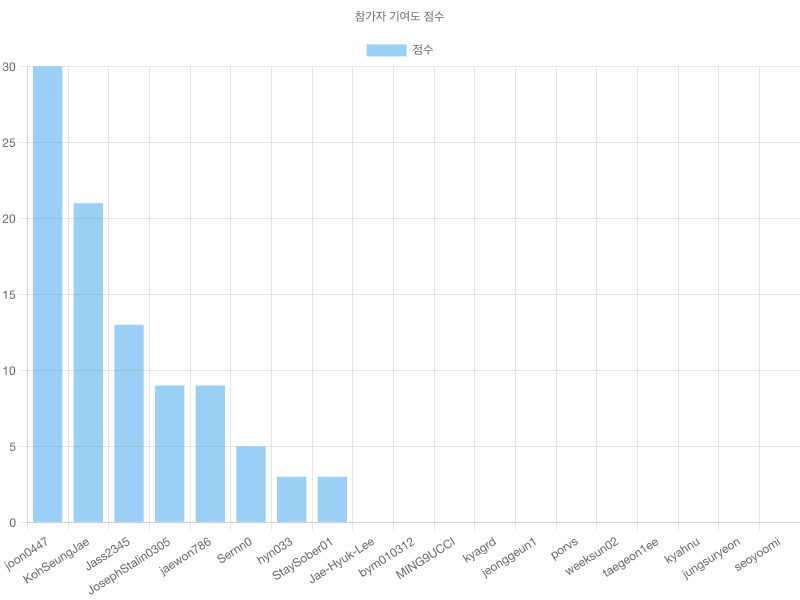 참가자 기여도 점수
점수
30
25
20
15
10
5
0
joon0447
KohSeungJae
Jass2345
JosephStalin0305
jaewon786
Sernn0
hyn033
StaySober01
Jae-Hyuk-Lee
bym010312
MING9UCCI
kyagrd
jeonggeun1
porvs
weeksun02
taegeon1ee
kyahnu
jungsuryeon
seoyoomi